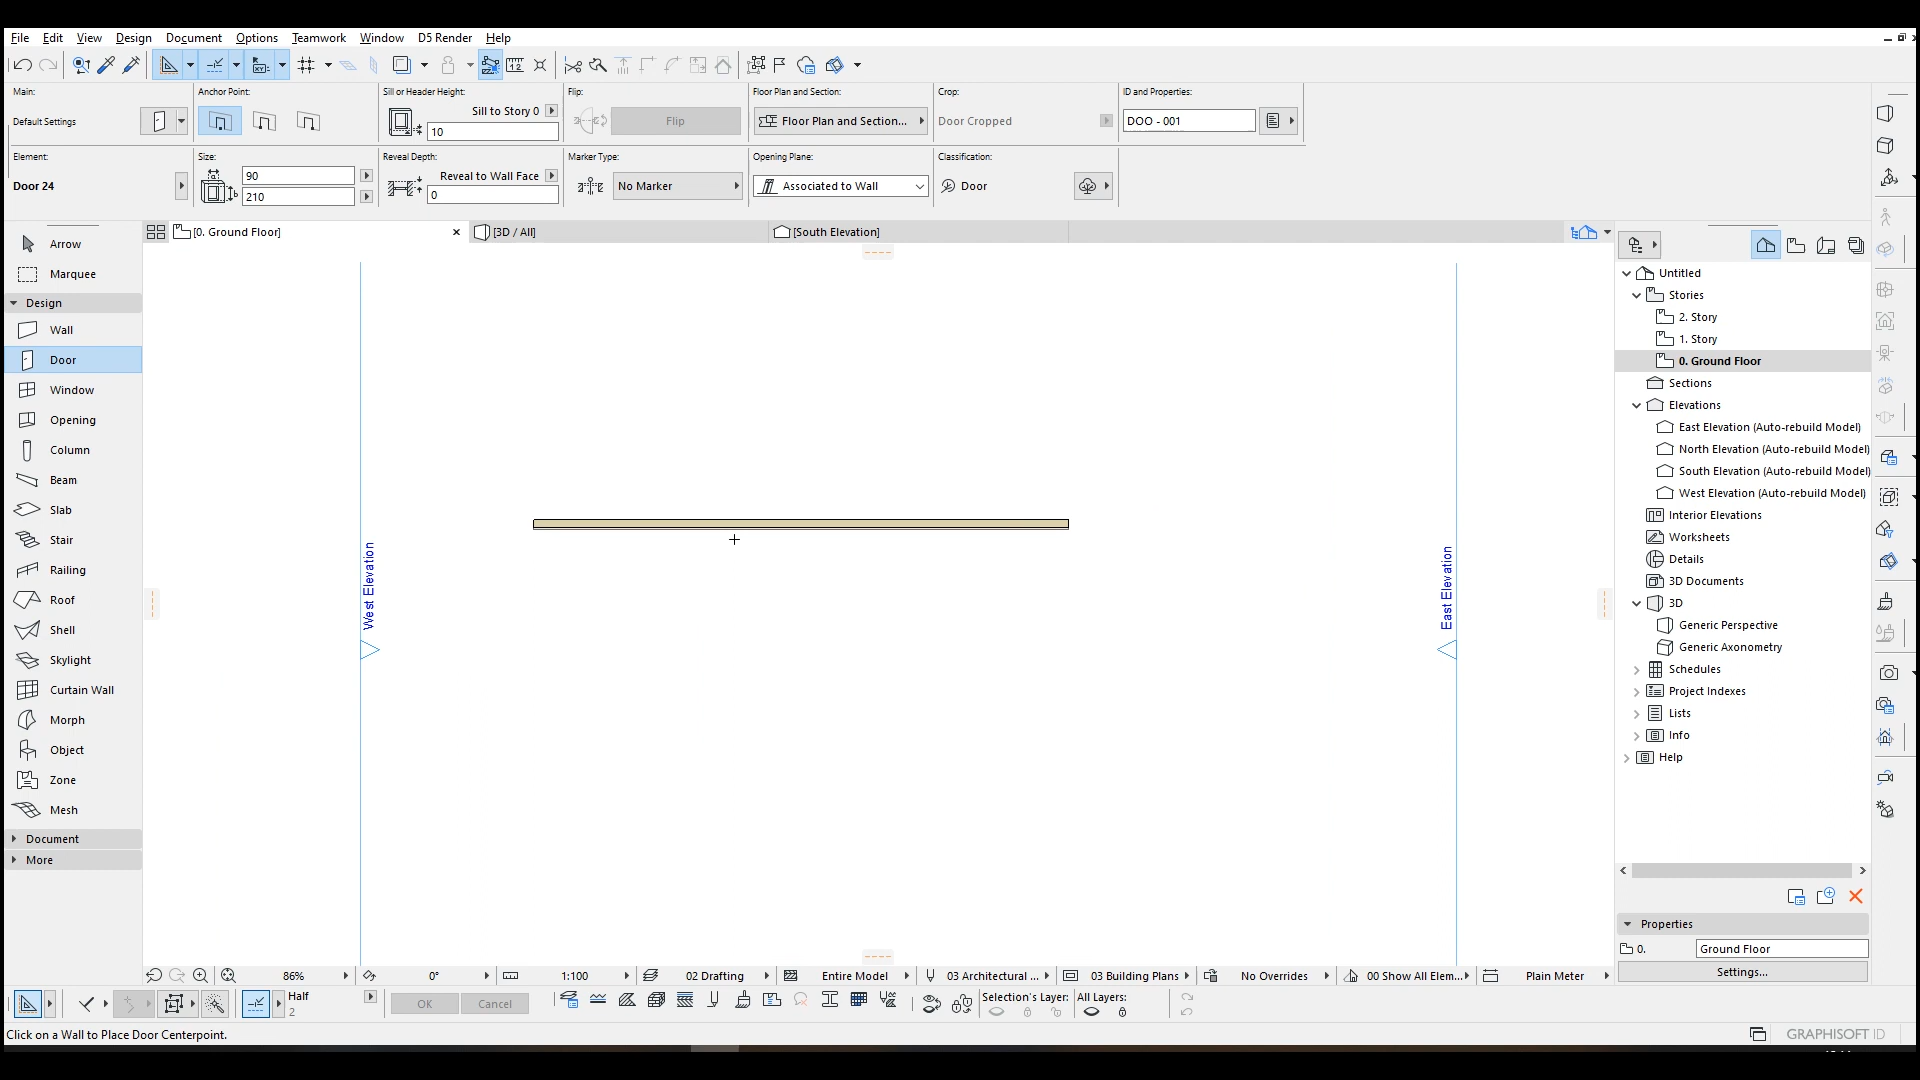 File Edit View Design Document Options Teamwork Window D5 Render Help
Main: Anchor Point: Sill or Header Height: Flip: Floor Plan and Section: Crop: ID and Properties:
Default Settings Sill to Story 0 Flip Floor Plan and Section... Door Cropped DOO - 001
10
Element: Size: Reveal Depth: Marker Type: Opening Plane: Classification:
Door 24 90 Reveal to Wall Face No Marker Associated to Wall Door
210 0
[0. Ground Floor] [3D / All] [South Elevation]
Arrow
Marquee
Design
Wall
Door
Window
Opening
Column
Beam
Slab
Stair
Railing
Roof
Shell
Skylight
Curtain Wall
Morph
Object
Zone
Mesh
Document
More
West Elevation
East Elevation
Untitled
Stories
2. Story
1. Story
0. Ground Floor
Sections
Elevations
East Elevation (Auto-rebuild Model)
North Elevation (Auto-rebuild Model)
South Elevation (Auto-rebuild Model)
West Elevation (Auto-rebuild Model)
Interior Elevations
Worksheets
Details
3D Documents
3D
Generic Perspective
Generic Axonometry
Schedules
Project Indexes
Lists
Info
Help
Properties
0. Ground Floor
Settings...
86% 0° 1:100 02 Drafting Entire Model 03 Architectural ... 03 Building Plans No Overrides 00 Show All Elem... Plain Meter
Half
2
OK Cancel Selection's Layer: All Layers:
Click on a Wall to Place Door Centerpoint. GRAPHISOFT ID